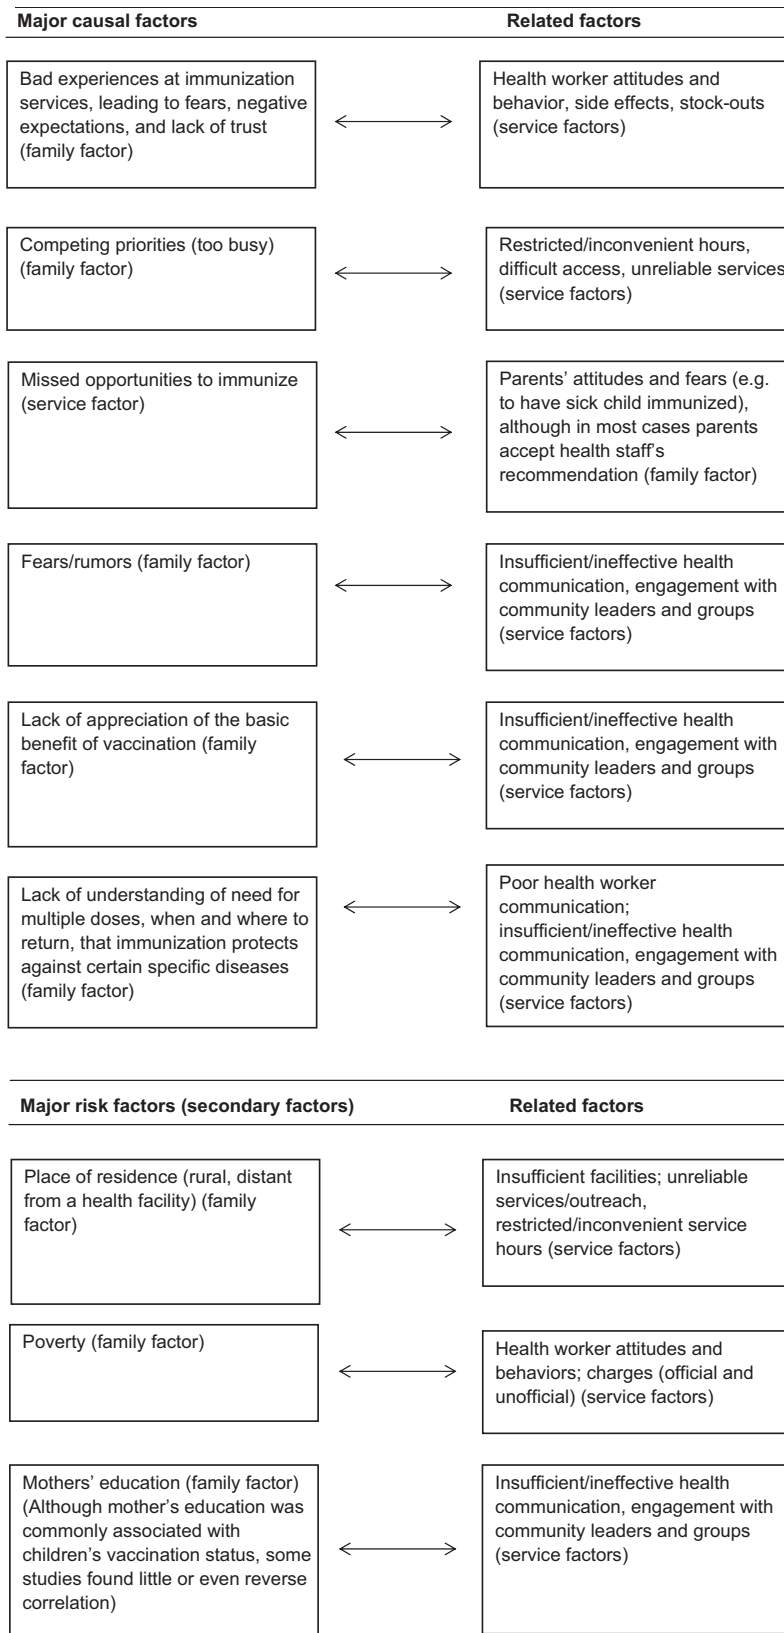 Major causal factors
Related factors
Bad experiences at immunization
services, leading to fears, negative
expectations, and lack of trust
(family factor)
Health worker attitudes and
behavior, side effects, stock-outs
(service factors)
Competing priorities (too busy)
(family factor)
Restricted/inconvenient hours,
difficult access, unreliable services
(service factors)
Missed opportunities to immunize
(service factor)
Parents’ attitudes and fears (e.g.
to have sick child immunized),
although in most cases parents
accept health staff’s
recommendation (family factor)
Fears/rumors (family factor)
Insufficient/ineffective health
communication, engagement with
community leaders and groups
(service factors)
Lack of appreciation of the basic
benefit of vaccination (family
factor)
Insufficient/ineffective health
communication, engagement with
community leaders and groups
(service factors)
Lack of understanding of need for
multiple doses, when and where to
return, that immunization protects
against certain specific diseases
(family factor)
Poor health worker
communication;
insufficient/ineffective health
communication, engagement with
community leaders and groups
(service factors)
Major risk factors (secondary factors)
Related factors
Place of residence (rural, distant
from a health facility) (family
factor)
Insufficient facilities; unreliable
services/outreach,
restricted/inconvenient service
hours (service factors)
Poverty (family factor)
Health worker attitudes and
behaviors; charges (official and
unofficial) (service factors)
Mothers’ education (family factor)
(Although mother’s education was
commonly associated with
children’s vaccination status, some
studies found little or even reverse
correlation)
Insufficient/ineffective health
communication, engagement with
community leaders and groups
(service factors)